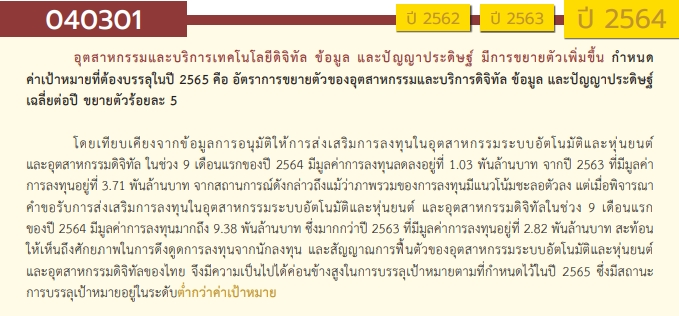 040301
ปี 2562
ปี 2563
ปี 2564
อุตสาหกรรมและบริการเทคโนโลยีดิจิทัล ข้อมูล และปัญญาประดิษฐ์ มีการขยายตัวเพิ่มขึ้น กำหนด
ค่าเป้าหมายที่ต้องบรรลุในปี 2565 คือ อัตราการขยายตัวของอุตสาหกรรมและบริการดิจิทัล ข้อมูล และปัญญาประดิษฐ์
เฉลี่ยต่อปี ขยายตัวร้อยละ 5
โดยเทียบเคียงจากข้อมูลการอนุมัติให้การส่งเสริมการลงทุนในอุตสาหกรรมระบบอัตโนมัติและหุ่นยนต์
และอุตสาหกรรมดิจิทัล ในช่วง 9 เดือนแรกของปี 2564 มีมูลค่าการลงทุนลดลงอยู่ที่ 1.03 พันล้านบาท จากปี 2563 ที่มีมูลค่า
การลงทุนอยู่ที่ 3.71 พันล้านบาท จากสถานการณ์ดังกล่าวถึงแม้ว่าภาพรวมของการลงทุนมีแนวโน้มชะลอตัวลง แต่เมื่อพิจารณา
คำขอรับการส่งเสริมการลงทุนในอุตสาหกรรมระบบอัตโนมัติและหุ่นยนต์ และอุตสาหกรรมดิจิทัลในช่วง 9 เดือนแรก
ของปี 2564 มีมูลค่าการลงทุนมากถึง 9.38 พันล้านบาท ซึ่งมากกว่าปี 2563 ที่มีมูลค่าการลงทุนอยู่ที่ 2.82 พันล้านบาท สะท้อน
ให้เห็นถึงศักยภาพในการดึงดูดการลงทุนจากนักลงทุน และสัญญาณการฟื้นตัวของอุตสาหกรรมระบบอัตโนมัติและหุ่นยนต์
และอุตสาหกรรมดิจิทัลของไทย จึงมีความเป็นไปได้ค่อนข้างสูงในการบรรลุเป้าหมายตามที่กำหนดไว้ในปี 2565 ซึ่งมีสถานะ
การบรรลุเป้าหมายอยู่ในระดับต่ำกว่าค่าเป้าหมาย